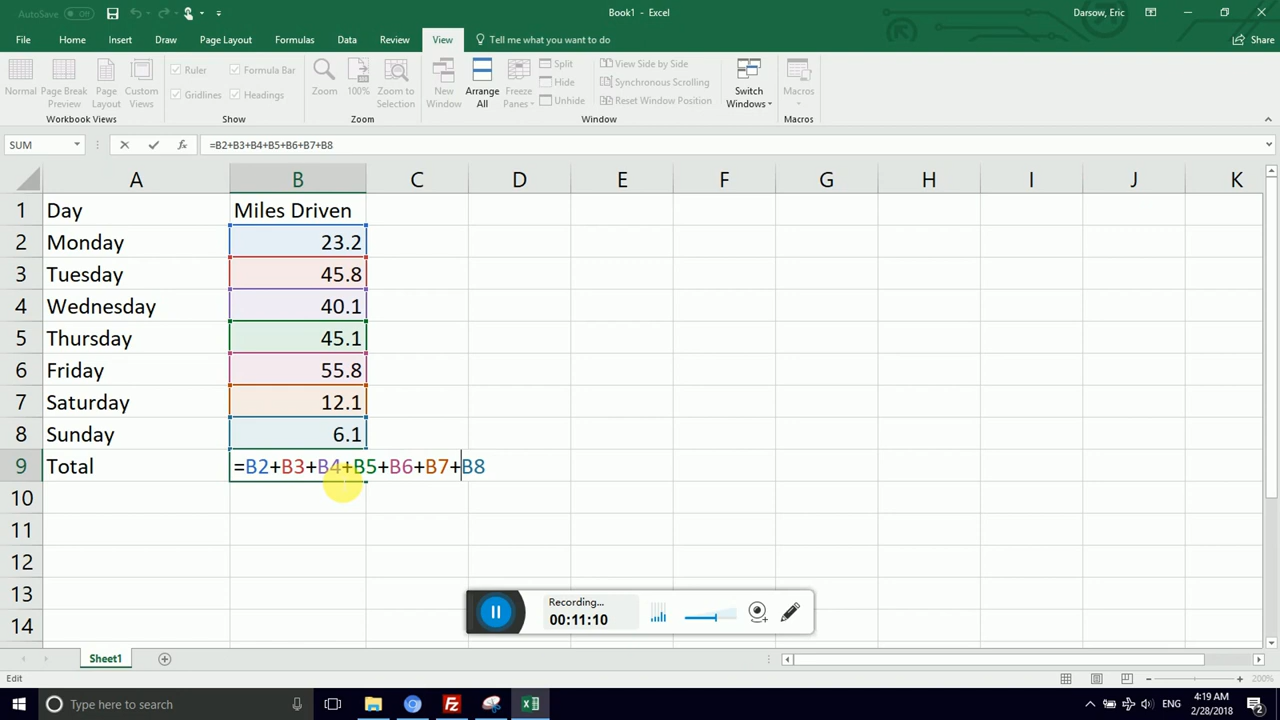 AutoSave Off
Book1 - Excel
Darsow, Eric
File Home Insert Draw Page Layout Formulas Data Review View Tell me what you want to do Share
Normal
Page Break Preview
Page Layout
Custom Views
Workbook Views
Ruler
Formula Bar
Gridlines
Headings
Show
Zoom
100%
Zoom to Selection
Zoom
New Window
Arrange All
Freeze Panes
Split
Hide
Unhide
View Side by Side
Synchronous Scrolling
Reset Window Position
Switch Windows
Window
Macros
Macros
SUM
fx
=B2+B3+B4+B5+B6+B7+B8
A B C D E F G H I J K
1 Day Miles Driven
2 Monday 23.2
3 Tuesday 45.8
4 Wednesday 40.1
5 Thursday 45.1
6 Friday 55.8
7 Saturday 12.1
8 Sunday 6.1
9 Total =B2+B3+B4+B5+B6+B7+B8
10
11
12
13
14
Recording...
00:11:10
Sheet1
Edit
200%
Type here to search
ENG
4:19 AM
2/28/2018
2